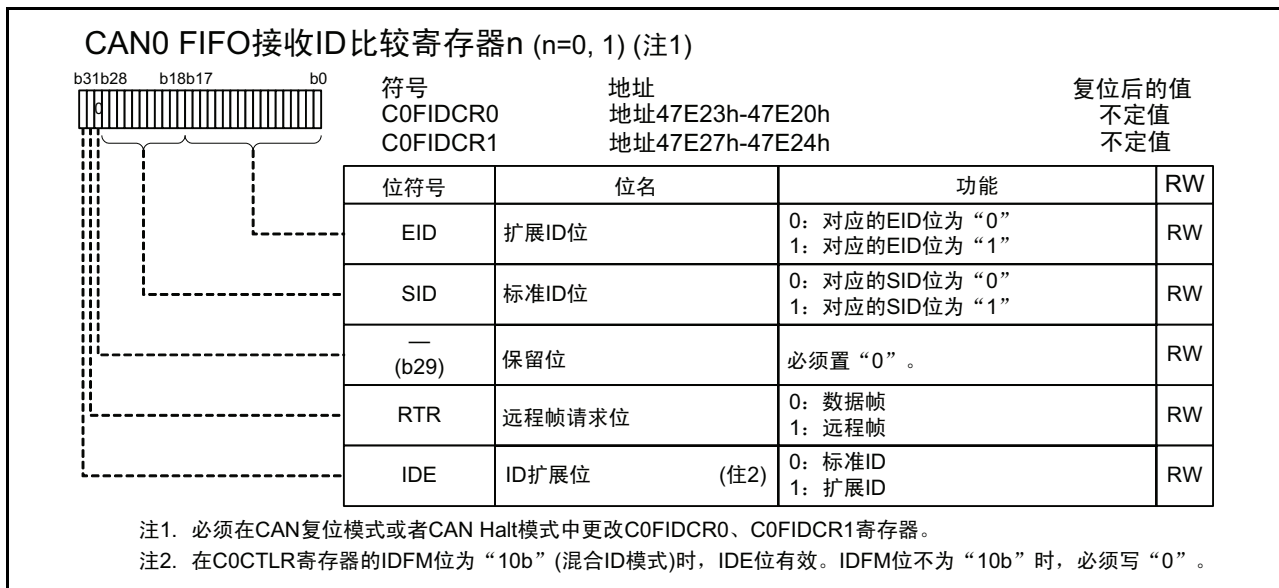 CAN0 FIFO接收ID比较寄存器n (n=0, 1) (注1)
b31b28 b18b17 b0
0
符号 地址 复位后的值
C0FIDCR0 地址47E23h-47E20h 不定值
C0FIDCR1 地址47E27h-47E24h 不定值
位符号 位名 功能 RW
EID 扩展ID位 0：对应的EID位为“0” RW
1：对应的EID位为“1”
SID 标准ID位 0：对应的SID位为“0” RW
1：对应的SID位为“1”
—
(b29) 保留位 必须置“0”。 RW
RTR 远程帧请求位 0：数据帧 RW
1：远程帧
IDE ID扩展位 (住2) 0：标准ID RW
1：扩展ID
注1. 必须在CAN复位模式或者CAN Halt模式中更改C0FIDCR0、C0FIDCR1寄存器。
注2. 在C0CTLR寄存器的IDFM位为“10b”(混合ID模式)时，IDE位有效。IDFM位不为“10b”时，必须写“0”。